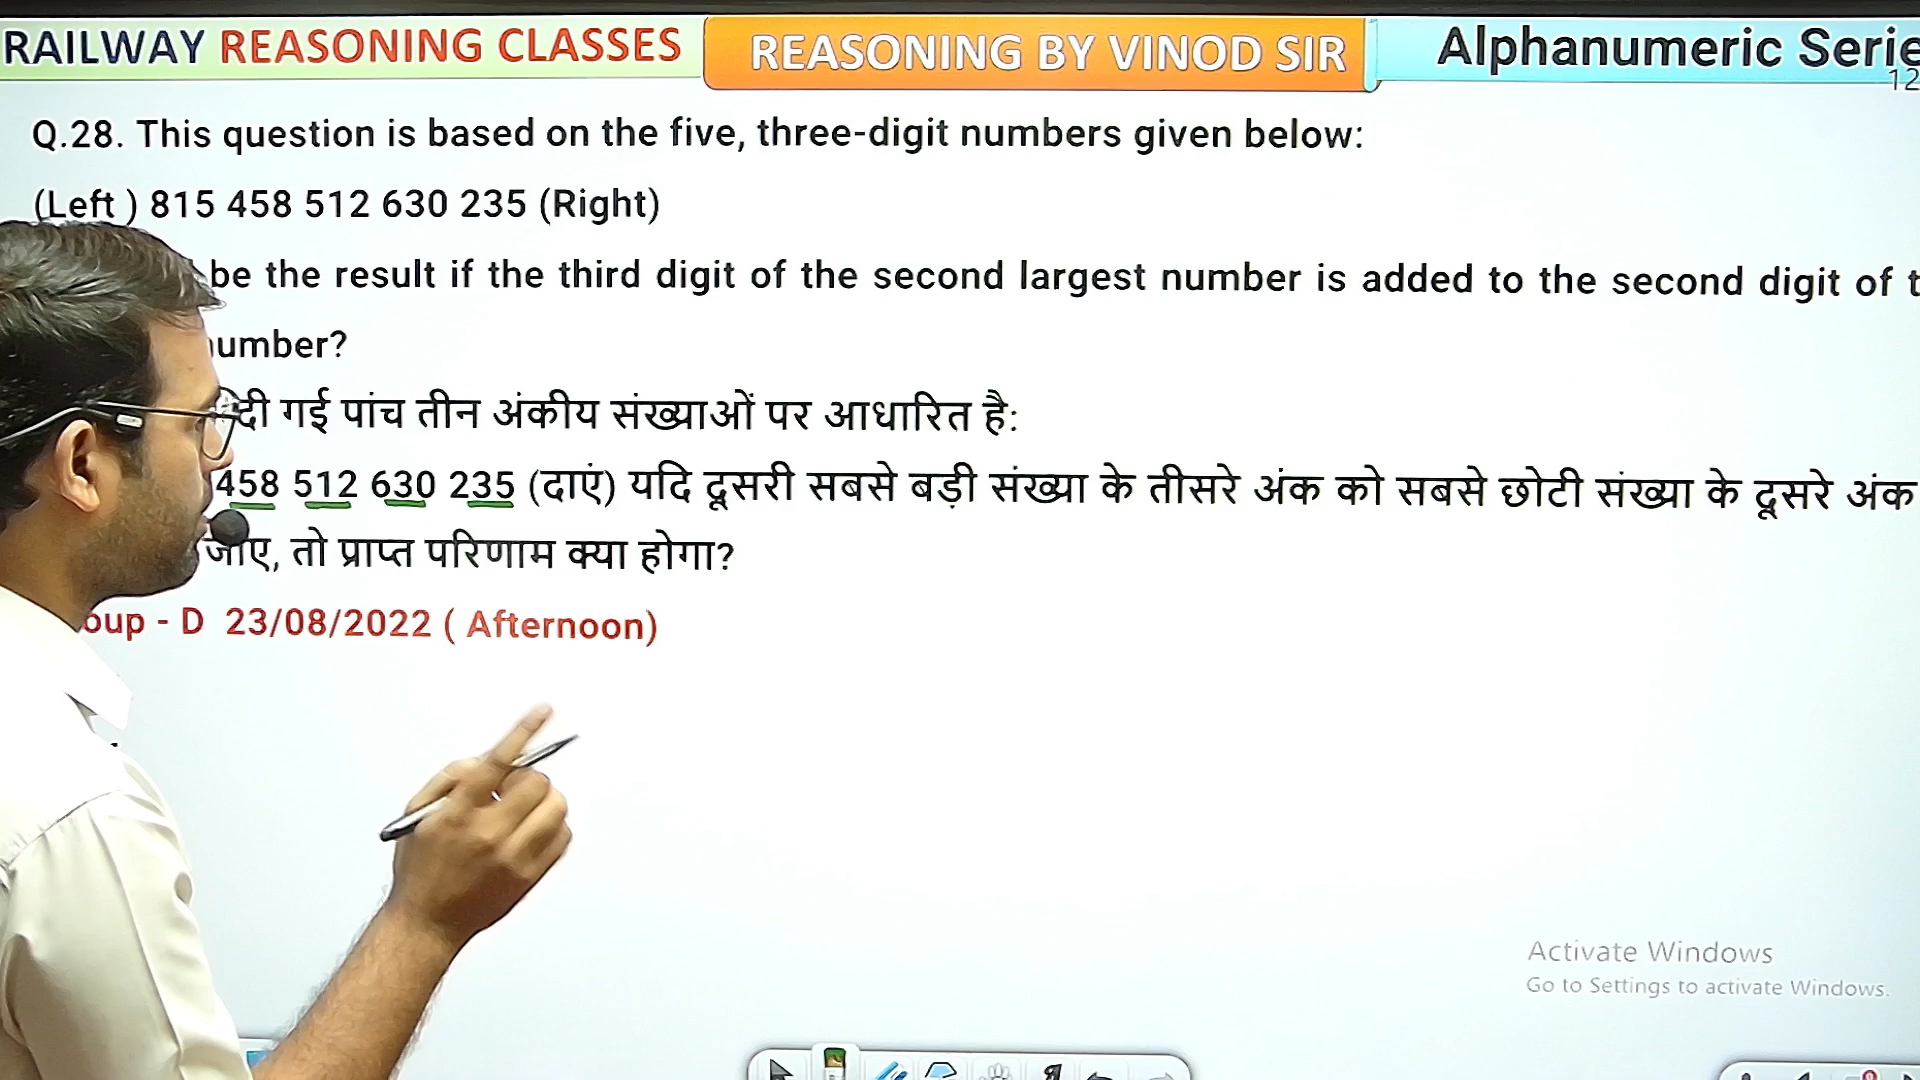 RAILWAY REASONING CLASSES REASONING BY VINOD SIR Alphanumeric Serie
12
Q.28. This question is based on the five, three-digit numbers given below:
(Left ) 815 458 512 630 235 (Right)
be the result if the third digit of the second largest number is added to the second digit of t
umber?
दी गई पांच तीन अंकीय संख्याओं पर आधारित है:
458 512 630 235 (दाएं) यदि दूसरी सबसे बड़ी संख्या के तीसरे अंक को सबसे छोटी संख्या के दूसरे अंक
जाए, तो प्राप्त परिणाम क्या होगा?
oup - D 23/08/2022 ( Afternoon)
Activate Windows
Go to Settings to activate Windows.